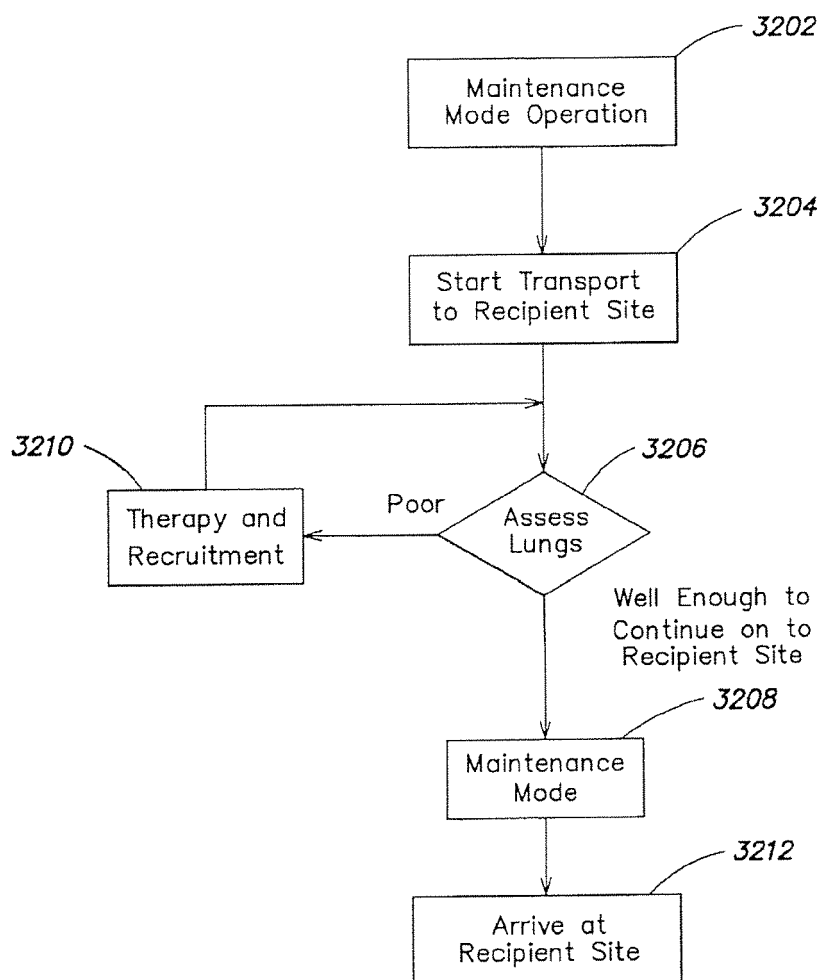 3202
Maintenance
Mode Operation
3204
Start Transport
to Recipient Site
3210
3206
Therapy and
Recruitment
Poor
Assess
Lungs
Well Enough to
Continue on to
Recipient Site
3208
Maintenance
Mode
3212
Arrive at
Recipient Site